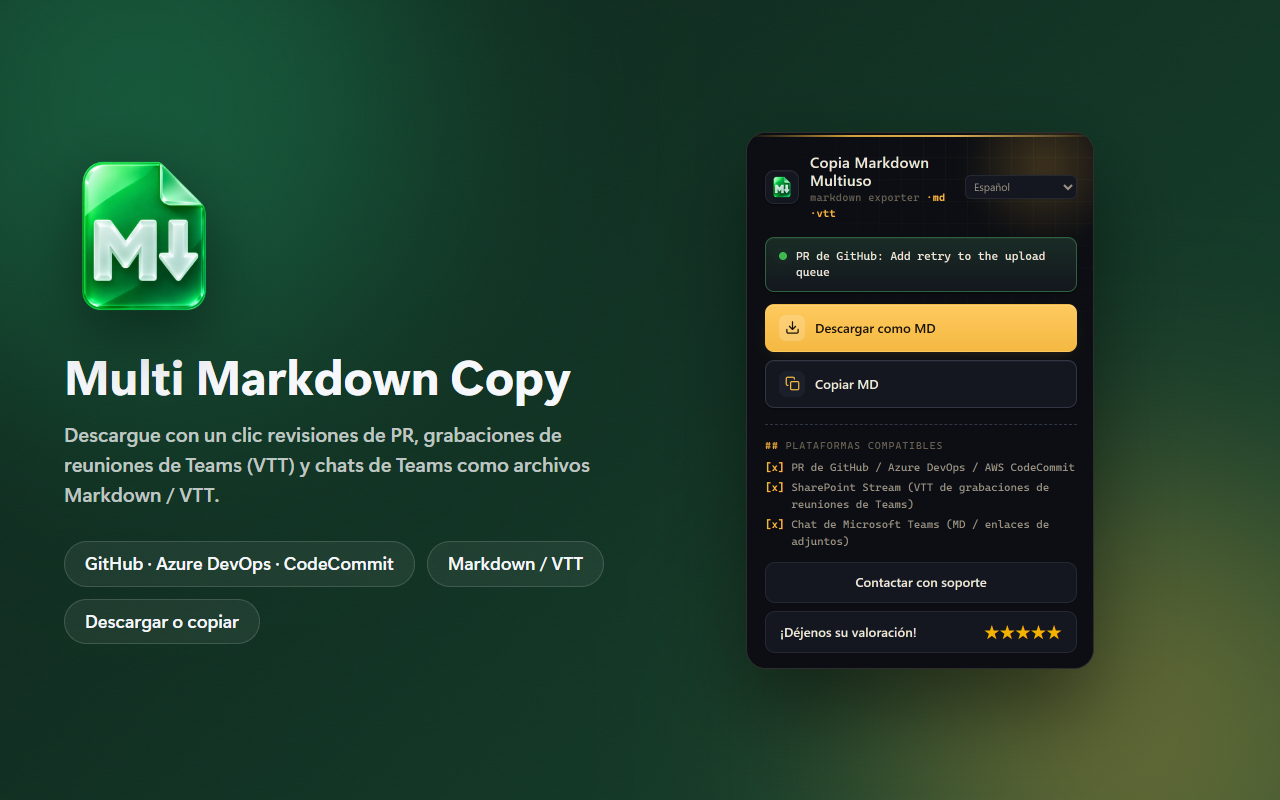 M↓
Multi Markdown Copy
Descargue con un clic revisiones de PR, grabaciones de
reuniones de Teams (VTT) y chats de Teams como archivos
Markdown / VTT.
GitHub · Azure DevOps · CodeCommit
Markdown / VTT
Descargar o copiar
M↓
Copia Markdown
Multiuso
markdown exporter ·md
·vtt
Español
PR de GitHub: Add retry to the upload
queue
Descargar como MD
Copiar MD
## PLATAFORMAS COMPATIBLES
[x] PR de GitHub / Azure DevOps / AWS CodeCommit
[x] SharePoint Stream (VTT de grabaciones de
reuniones de Teams)
[x] Chat de Microsoft Teams (MD / enlaces de
adjuntos)
Contactar con soporte
¡Déjenos su valoración! ★★★★★